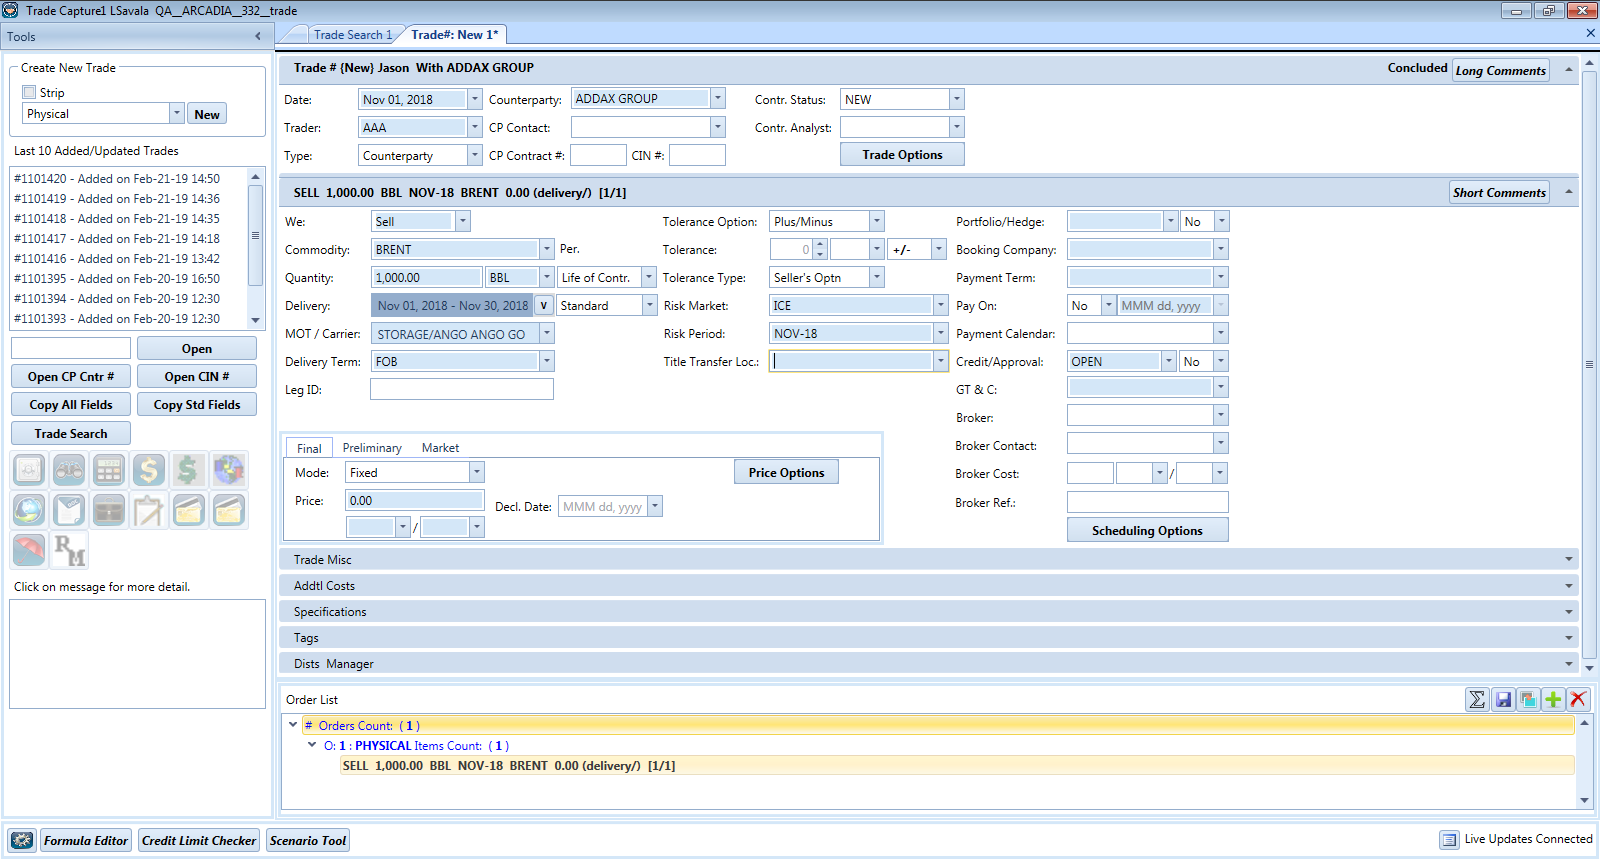 Trade Capture1 LSavala  QA__ARCADIA__332__trade
Tools
Trade Search 1
Trade#: New 1*
Create New Trade
Strip
Physical
New
Last 10 Added/Updated Trades
#1101420 - Added on Feb-21-19 14:50
#1101419 - Added on Feb-21-19 14:36
#1101418 - Added on Feb-21-19 14:35
#1101417 - Added on Feb-21-19 14:18
#1101416 - Added on Feb-21-19 13:42
#1101395 - Added on Feb-20-19 16:50
#1101394 - Added on Feb-20-19 12:30
#1101393 - Added on Feb-20-19 12:30
Open
Open CP Cntr #
Open CIN #
Copy All Fields
Copy Std Fields
Trade Search
RM
Click on message for more detail.
Trade # {New} Jason  With ADDAX GROUP
Concluded
Long Comments
Date: Nov 01, 2018 Counterparty: ADDAX GROUP Contr. Status: NEW
Trader: AAA CP Contact: Contr. Analyst:
Type: Counterparty CP Contract #: CIN #: Trade Options
SELL  1,000.00  BBL  NOV-18  BRENT  0.00 (delivery/)  [1/1]
Short Comments
We: Sell Tolerance Option: Plus/Minus Portfolio/Hedge: No
Commodity: BRENT Per. Tolerance: 0 +/- Booking Company:
Quantity: 1,000.00 BBL Life of Contr. Tolerance Type: Seller's Optn Payment Term:
Delivery: Nov 01, 2018 - Nov 30, 2018 v Standard Risk Market: ICE Pay On: No MMM dd, yyyy
MOT / Carrier: STORAGE/ANGO ANGO GO Risk Period: NOV-18 Payment Calendar:
Delivery Term: FOB Title Transfer Loc.: Credit/Approval: OPEN No
Leg ID: GT & C:
Broker:
Broker Contact:
Broker Cost: /
Broker Ref.:
Scheduling Options
Final Preliminary Market
Mode: Fixed Price Options
Price: 0.00 Decl. Date: MMM dd, yyyy
/
Trade Misc
Addtl Costs
Specifications
Tags
Dists  Manager
Order List
#  Orders Count:  ( 1 )
O: 1 : PHYSICAL Items Count:  ( 1 )
SELL  1,000.00  BBL  NOV-18  BRENT  0.00 (delivery/)  [1/1]
Formula Editor
Credit Limit Checker
Scenario Tool
Live Updates Connected